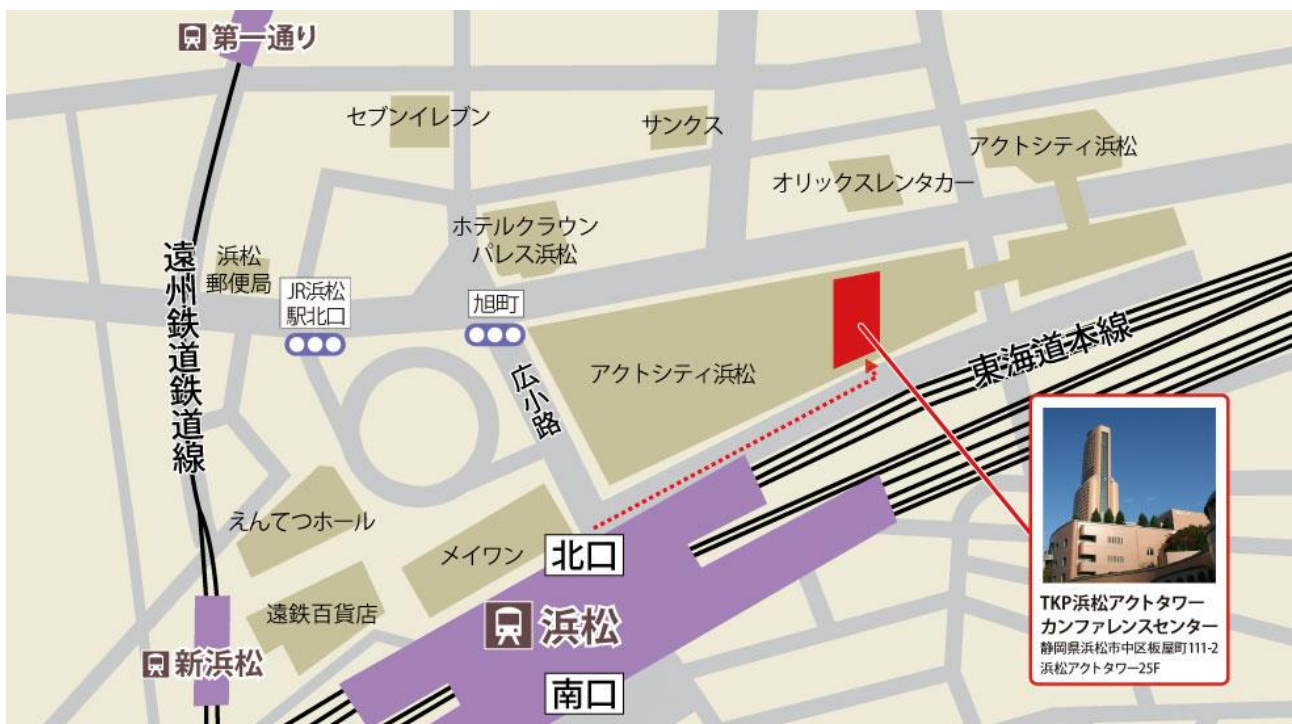 第一通り
セブンイレブン
サンクス
アクトシティ浜松
オリックスレンタカー
ホテルクラウン
パレス浜松
浜松
郵便局
JR浜松
駅北口
旭町
遠州鉄道鉄道線
広小路
アクトシティ浜松
東海道本線
えんてつホール
メイワン
北口
遠鉄百貨店
浜松
新浜松
南口
TKP浜松アクトタワー
カンファレンスセンター
静岡県浜松市中区板屋町111-2
浜松アクトタワー25F